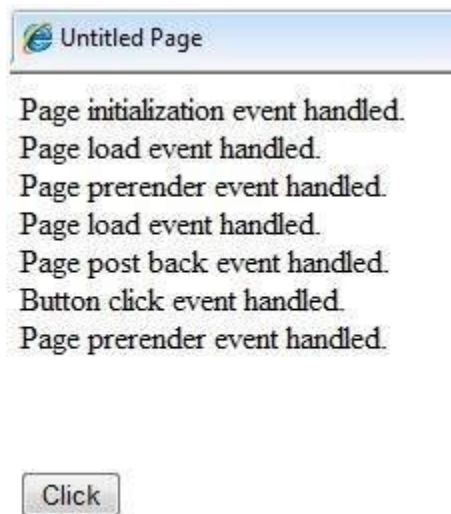 Untitled Page
Page initialization event handled.
Page load event handled.
Page prerender event handled.
Page load event handled.
Page post back event handled.
Button click event handled.
Page prerender event handled.
Click